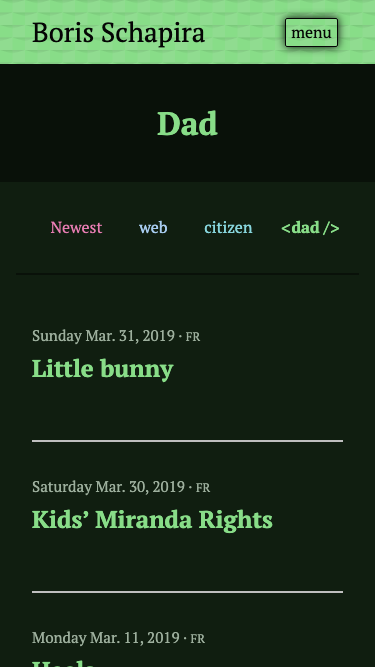 Boris Schapira
menu
Dad
Newest web citizen <dad />
Sunday Mar. 31, 2019 · FR
Little bunny
Saturday Mar. 30, 2019 · FR
Kids’ Miranda Rights
Monday Mar. 11, 2019 · FR